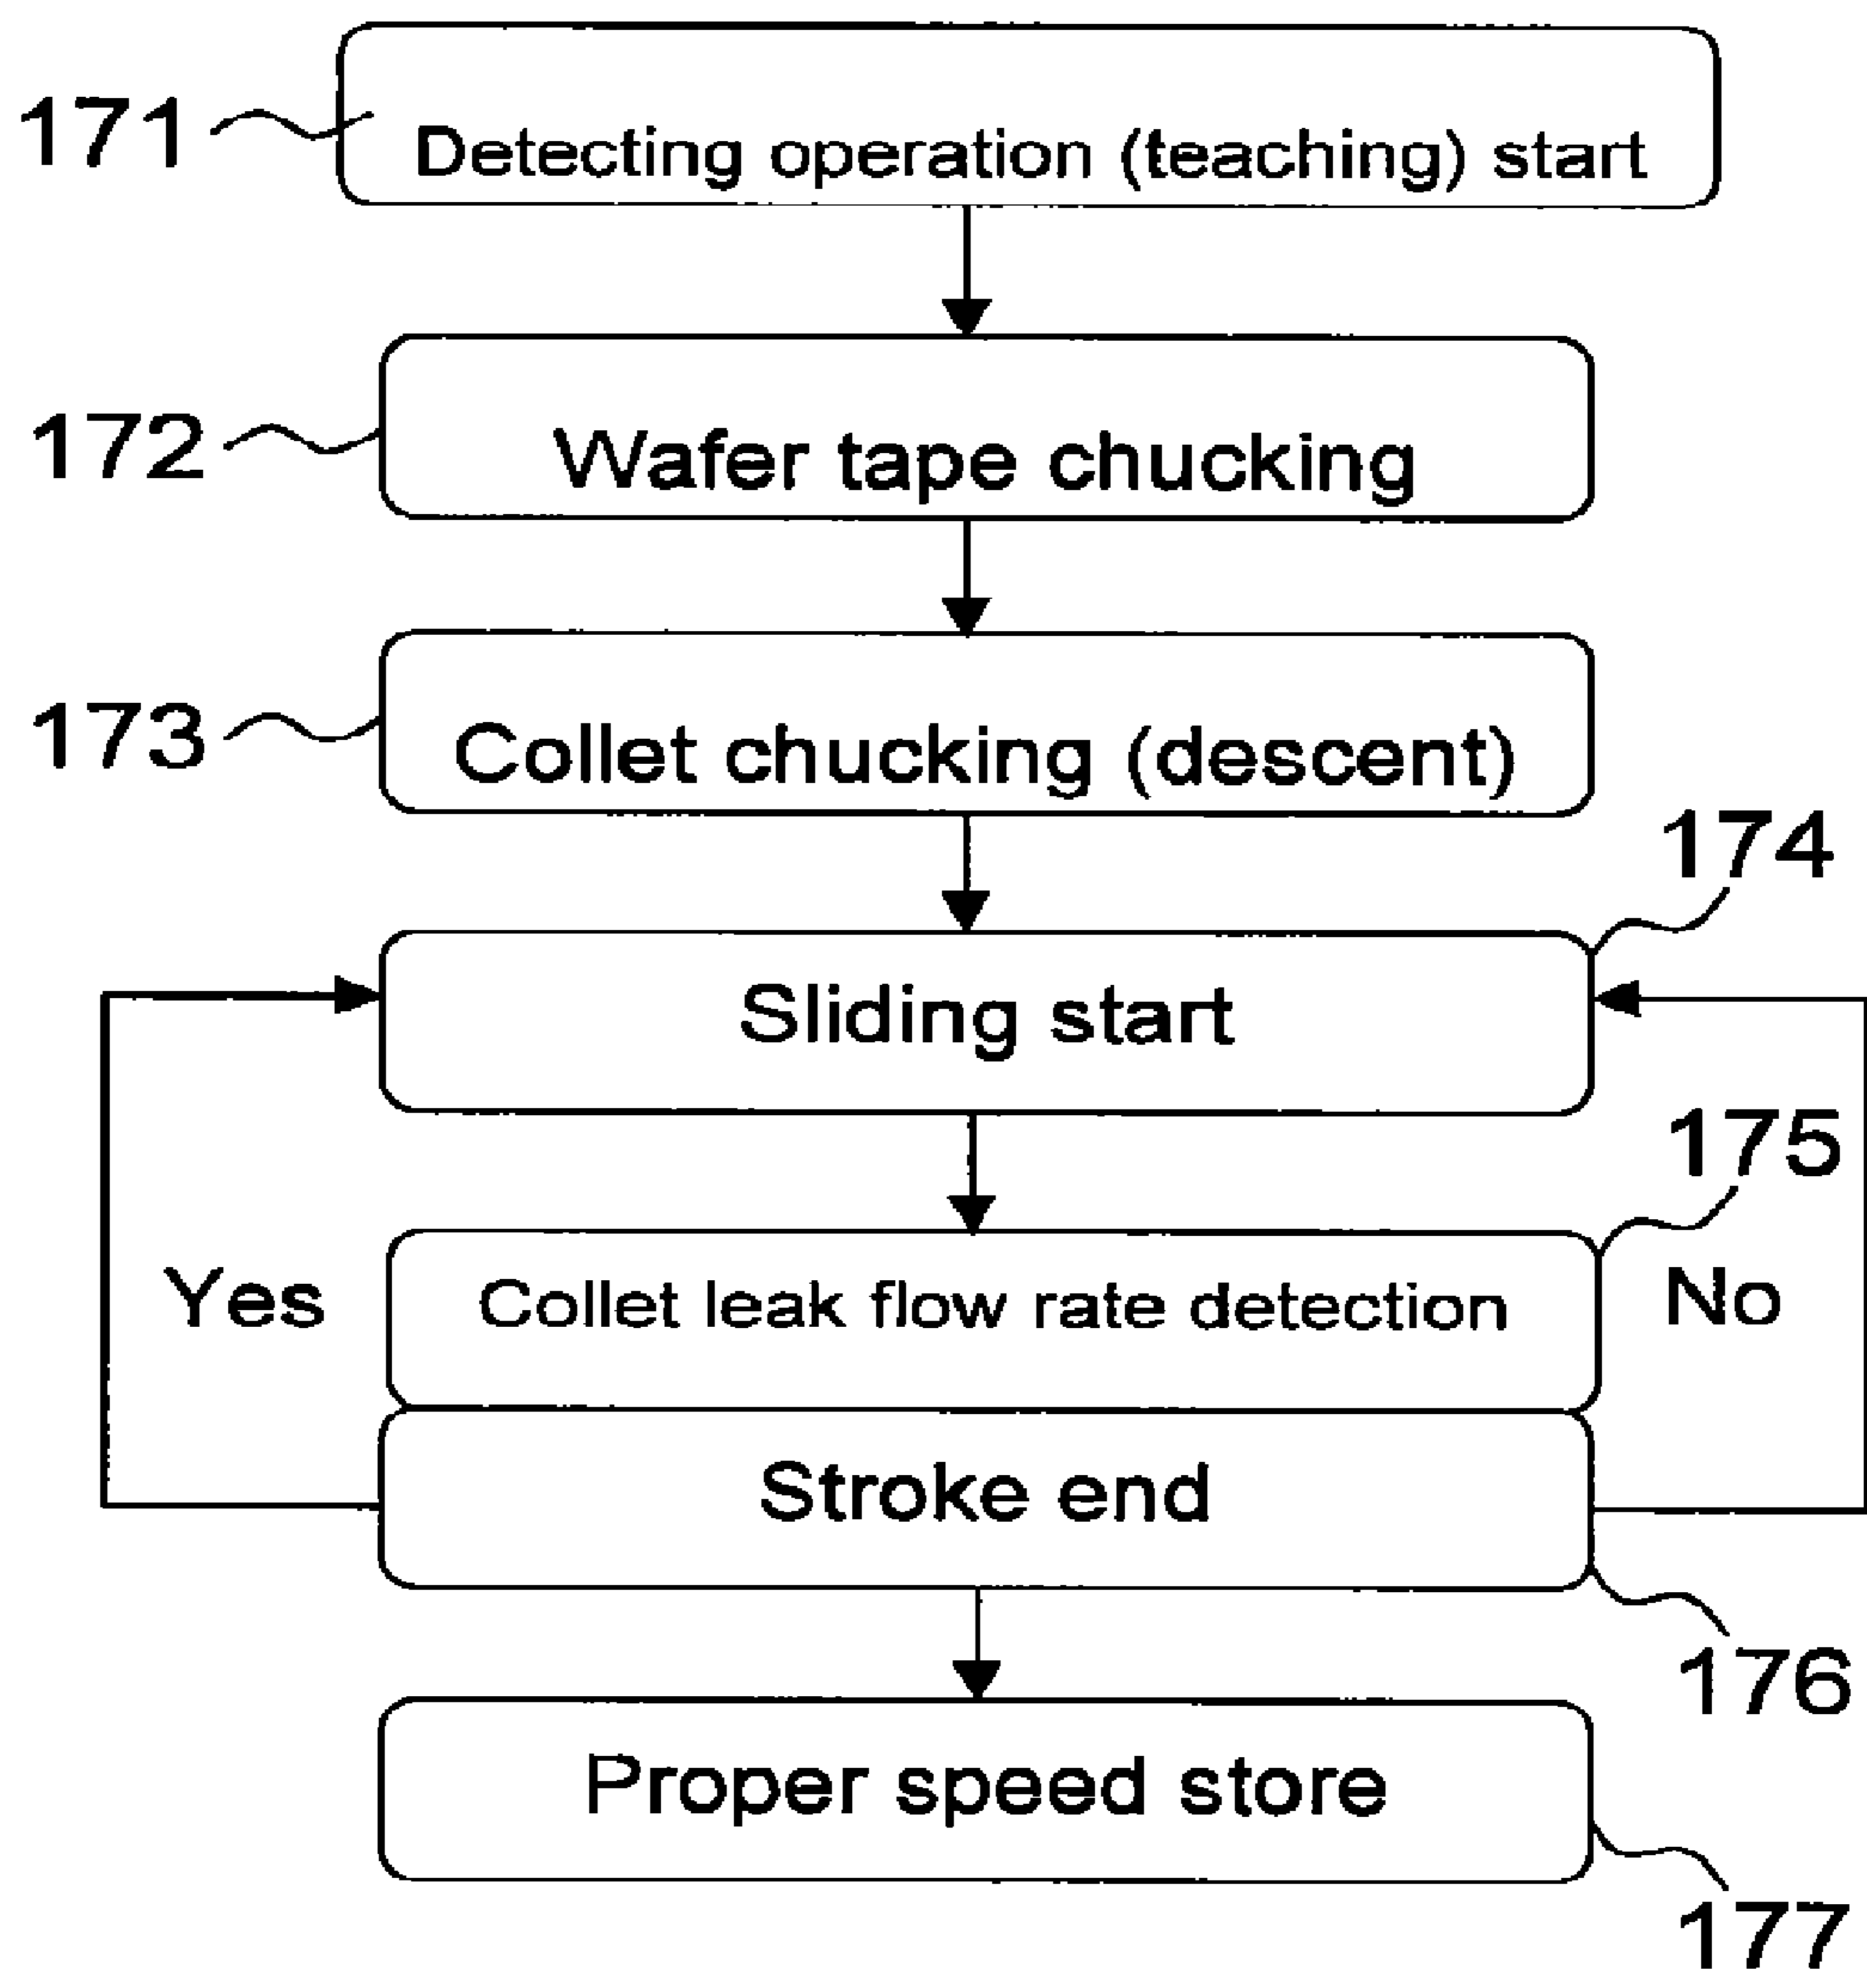 171
Detecting operation (teaching) start
172
Wafer tape chucking
173
Collet chucking (descent)
174
Sliding start
175
Yes
Collet leak flow rate detection
No
Stroke end
176
Proper speed store
177